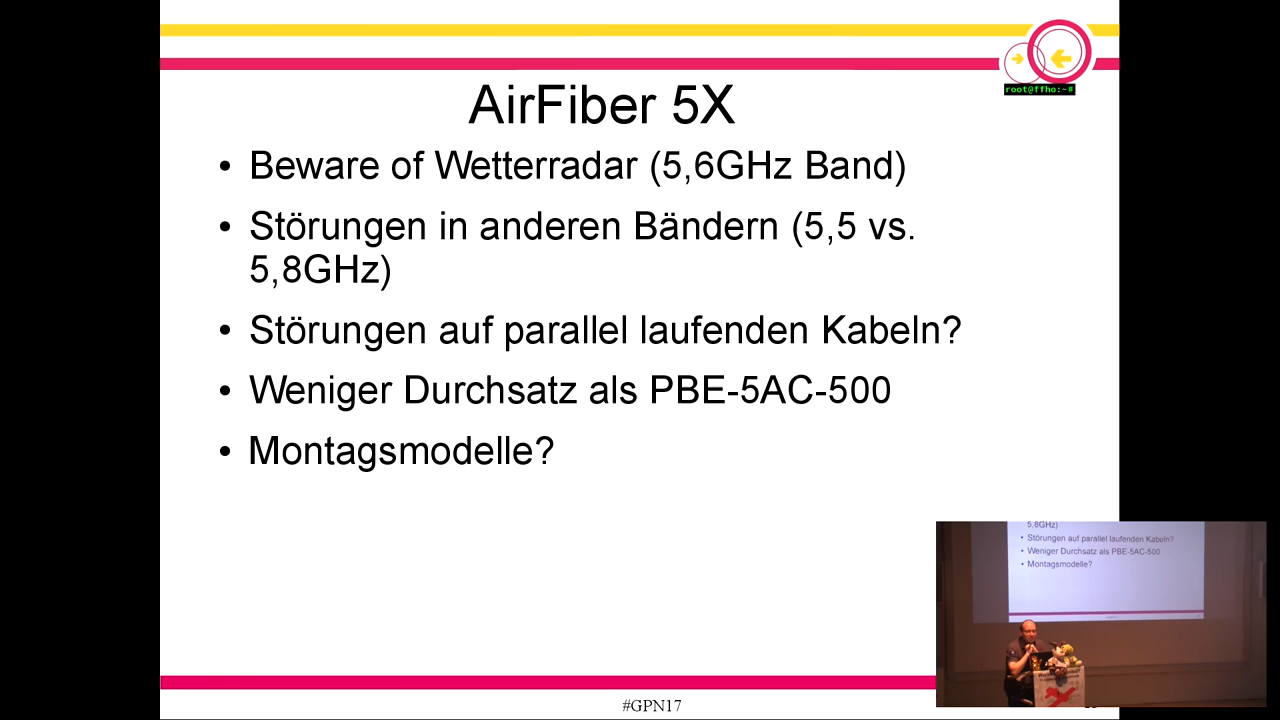 root@ffho:~#
AirFiber 5X
• Beware of Wetterradar (5,6GHz Band)
• Störungen in anderen Bändern (5,5 vs.
5,8GHz)
• Störungen auf parallel laufenden Kabeln?
• Weniger Durchsatz als PBE-5AC-500
• Montagsmodelle?
5,8GHz)
• Störungen auf parallel laufenden Kabeln?
• Weniger Durchsatz als PBE-5AC-500
• Montagsmodelle?
#GPN17